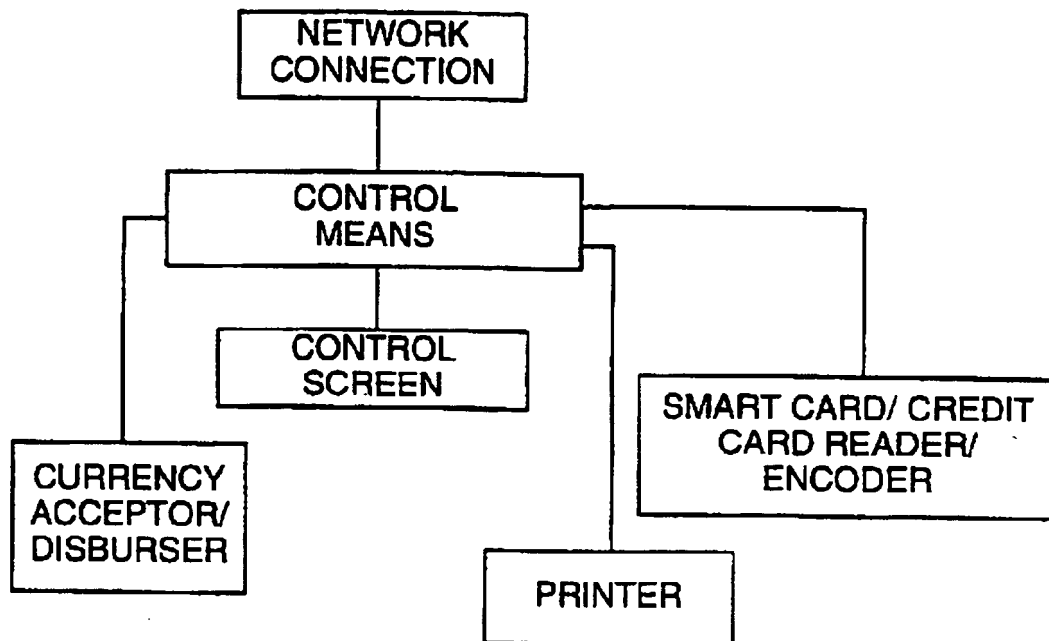 NETWORK
CONNECTION
CONTROL
MEANS
CONTROL
SCREEN
SMART CARD/ CREDIT
CARD READER/
ENCODER
CURRENCY
ACCEPTOR/
DISBURSER
PRINTER